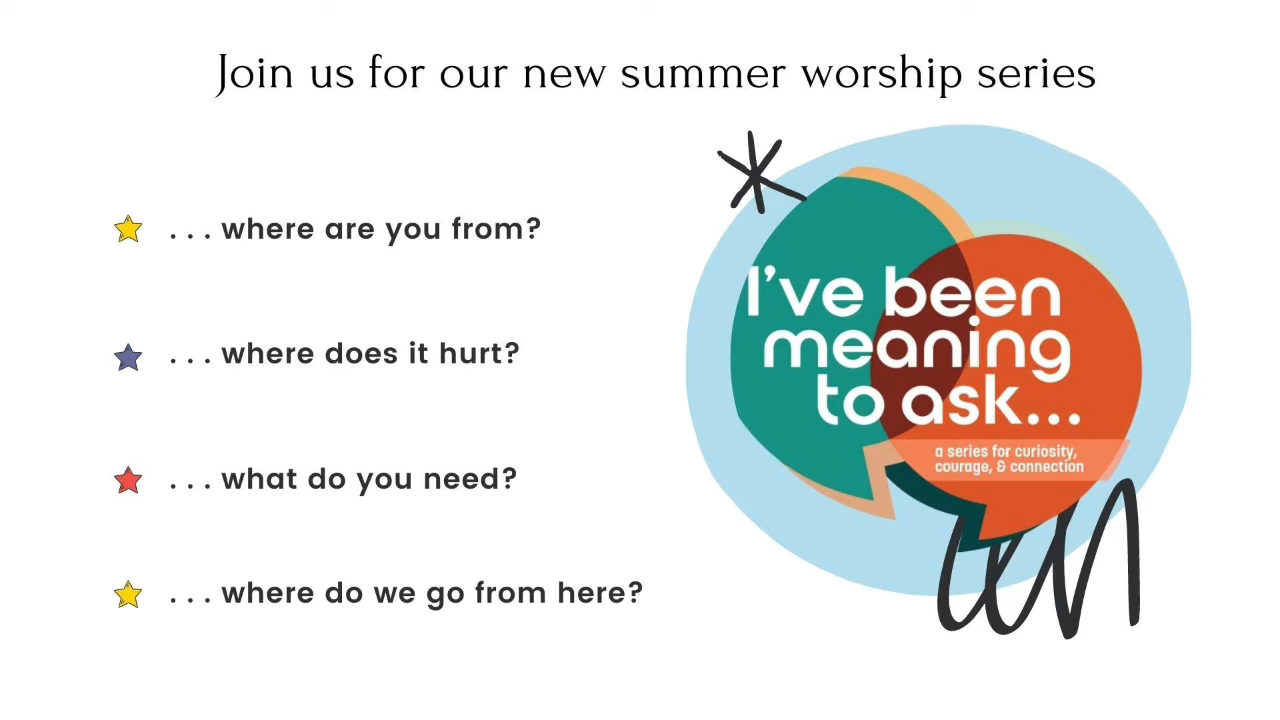 Join us for our new summer worship series
. . . where are you from?
. . . where does it hurt?
. . . what do you need?
. . . where do we go from here?
I've been
meaning
to ask...
a series for curiosity,
courage, & connection